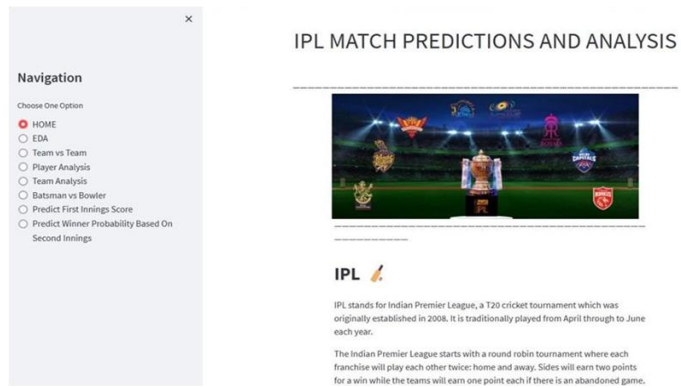 ×
IPL MATCH PREDICTIONS AND ANALYSIS
Navigation
Choose One Option
HOME
EDA
Team vs Team
Player Analysis
Team Analysis
Batsman vs Bowler
Predict First Innings Score
Predict Winner Probability Based On
Second Innings
IPL
CAPITALS
IPL
IPL stands for Indian Premier League, a T20 cricket tournament which was
originally established in 2008. It is traditionally played from April through to June
each year.
The Indian Premier League starts with a round robin tournament where each
franchise will play each other twice: home and away. Sides will earn two points
for a win while the teams will earn one point each if there is an abandoned game.